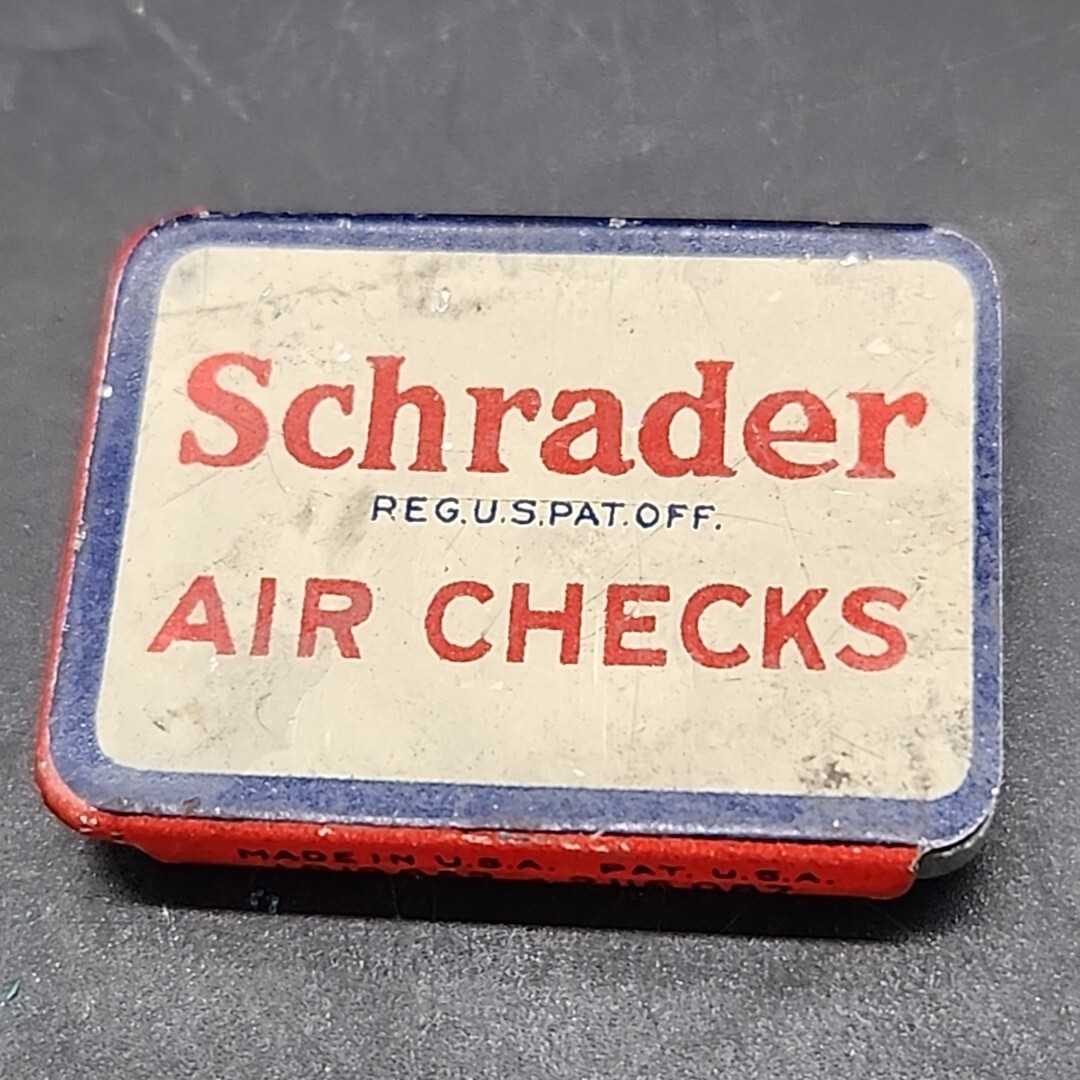 Schrader
REG.U.S.PAT.OFF.
AIR CHECKS
MADE IN U.S.A. PAT. U.S.A.